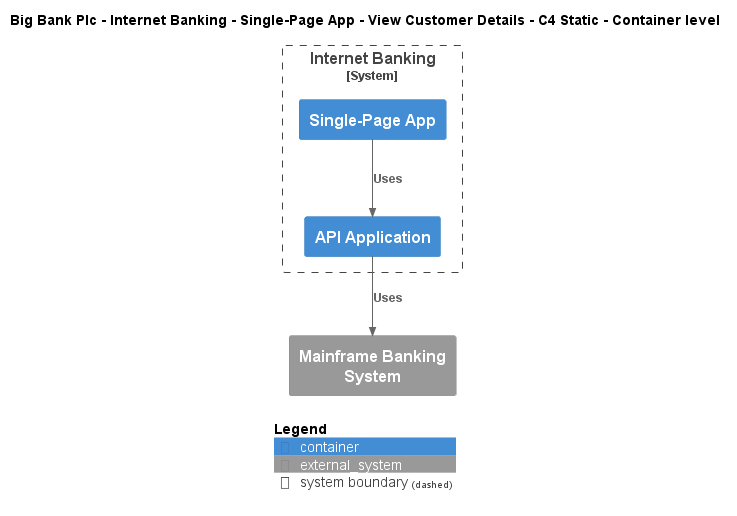 Big Bank Plc - Internet Banking - Single-Page App - View Customer Details - C4 Static - Container level
Internet Banking
[System]
Single-Page App
Uses
API Application
Uses
Mainframe Banking
System
Legend
container
external_system
system boundary (dashed)